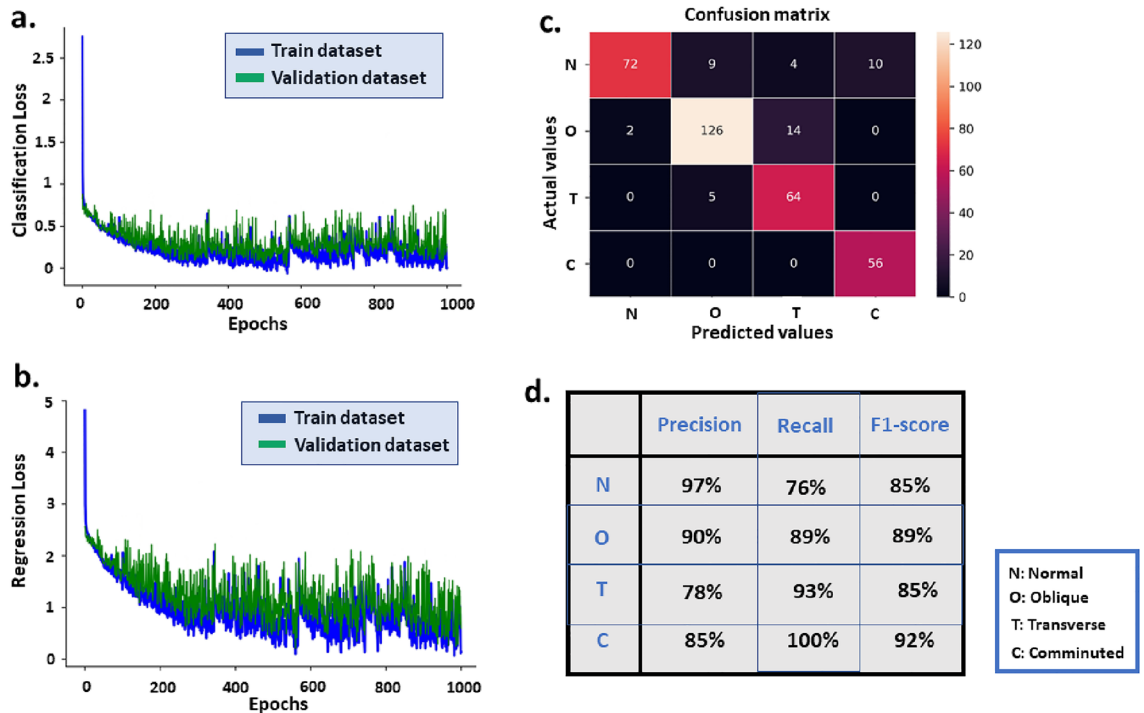 a.
Classification Loss
2.5
2
1.5
1
0.5
0
Train dataset
Validation dataset
0 200 400 600 800 1000
Epochs
b.
Regression Loss
5
4
3
2
1
0
Train dataset
Validation dataset
0 200 400 600 800 1000
Epochs
c.
Confusion matrix
Actual values
N 72 9 4 10
O 2 126 14 0
T 0 5 64 0
C 0 0 0 56
N O T C
Predicted values
120
100
80
60
40
20
0
d.
Precision Recall F1-score
N 97% 76% 85%
O 90% 89% 89%
T 78% 93% 85%
C 85% 100% 92%
N: Normal
O: Oblique
T: Transverse
C: Comminuted